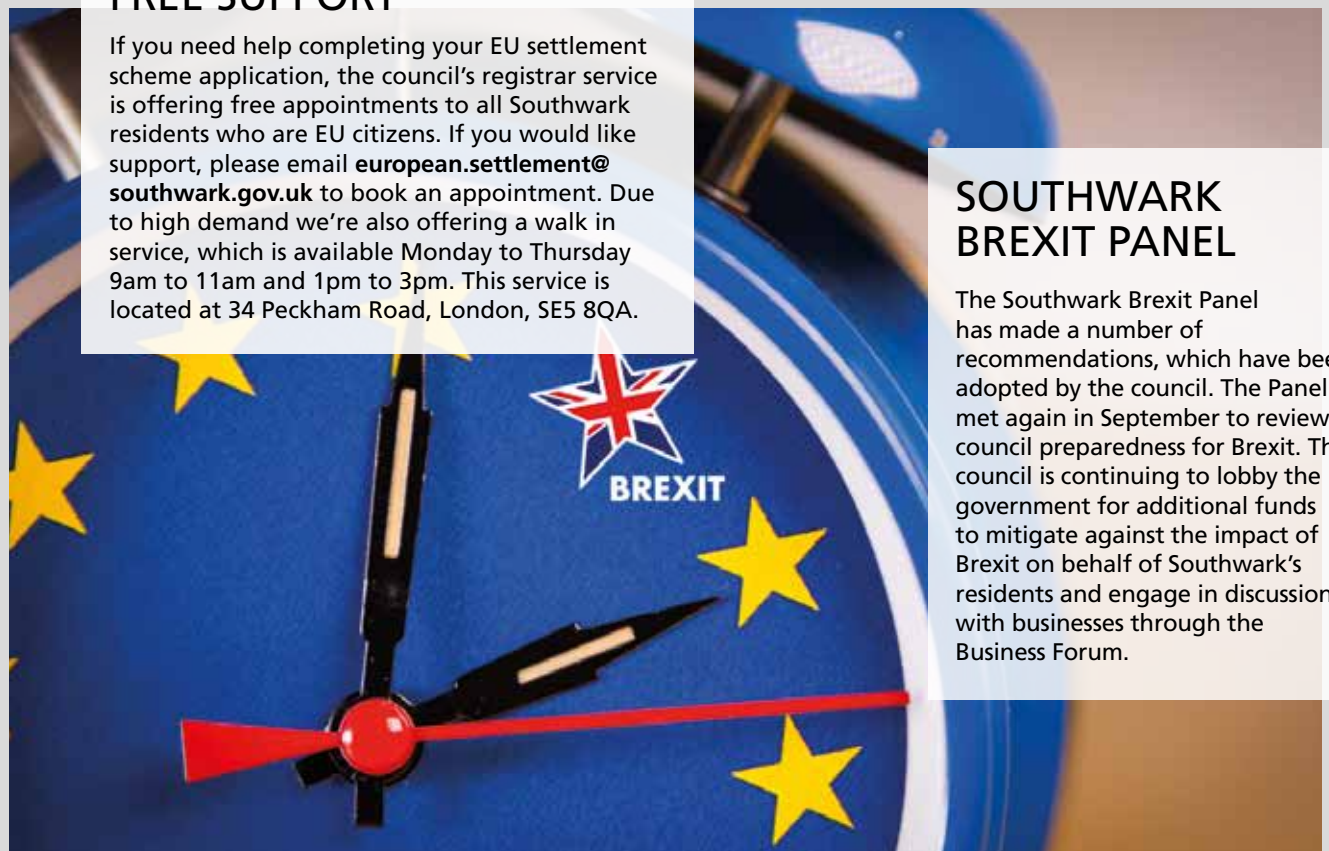 FREE SUPPORT
If you need help completing your EU settlement
scheme application, the council's registrar service
is offering free appointments to all Southwark
residents who are EU citizens. If you would like
support, please email european.settlement@
southwark.gov.uk to book an appointment. Due
to high demand we're also offering a walk in
service, which is available Monday to Thursday
9am to 11am and 1pm to 3pm. This service is
located at 34 Peckham Road, London, SE5 8QA.
BREXIT
SOUTHWARK
BREXIT PANEL
The Southwark Brexit Panel
has made a number of
recommendations, which have
adopted by the council. The Panel
met again in September to review
council preparedness for Brexit.
council is continuing to lobby the
government for additional funds
to mitigate against the impact of
Brexit on behalf of Southwark's
residents and engage in discussion
with businesses through the
Business Forum.